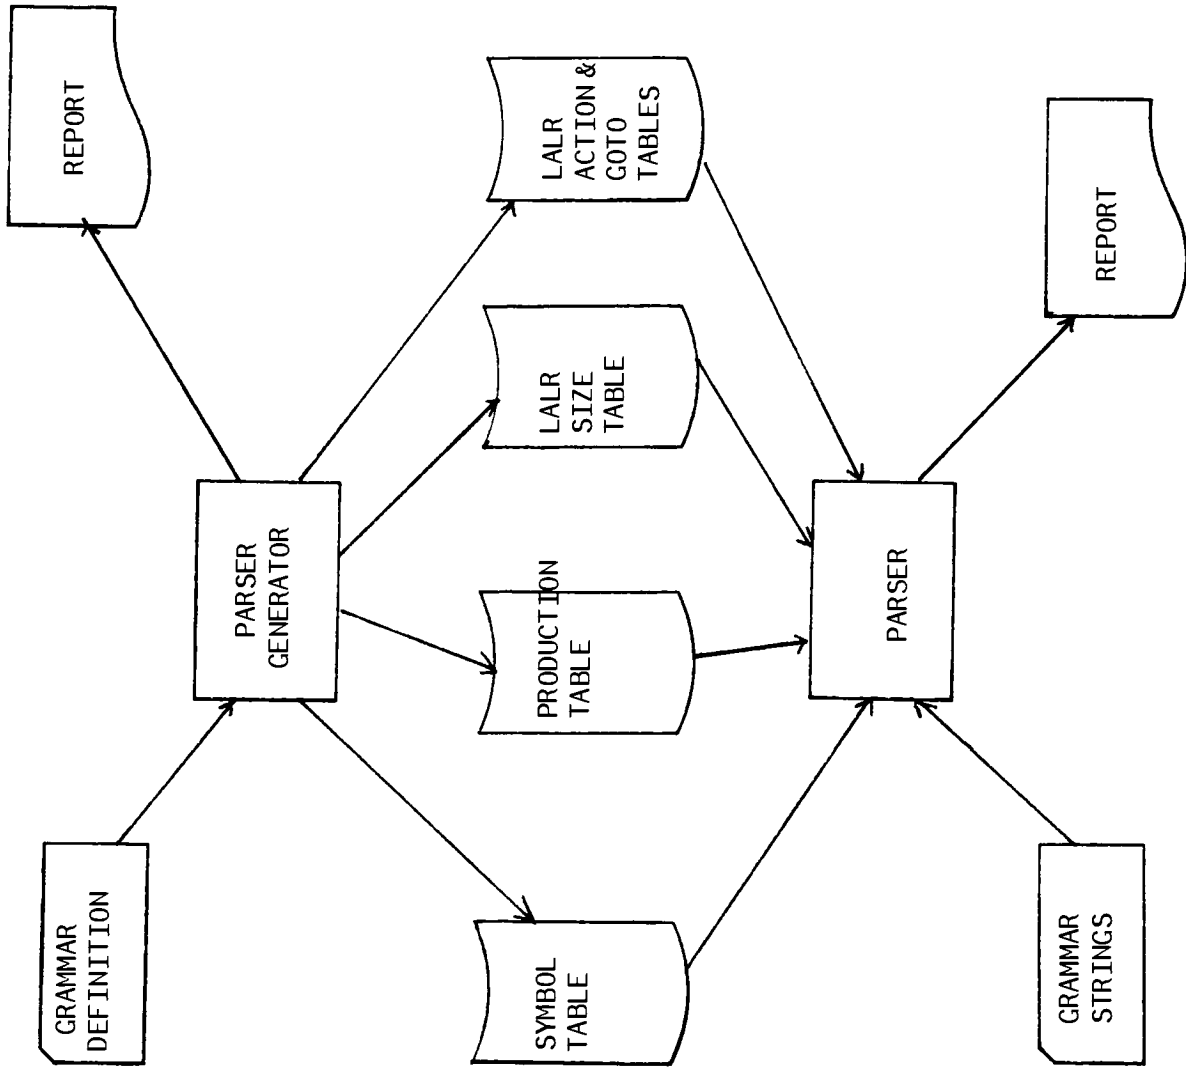 GRAMMAR
DEFINITION
PARSER
GENERATOR
REPORT
SYMBOL
TABLE
PRODUCTION
TABLE
LALR
SIZE
TABLE
LALR
ACTION &
GOTO
TABLES
GRAMMAR
STRINGS
PARSER
REPORT